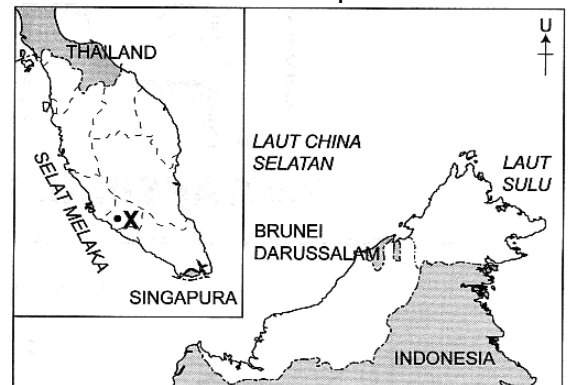 THAILAND
SELAT MELAKA
X
SINGAPURA
U
LAUT CHINA
SELATAN
LAUT
SULU
BRUNEI
DARUSSALAM
INDONESIA